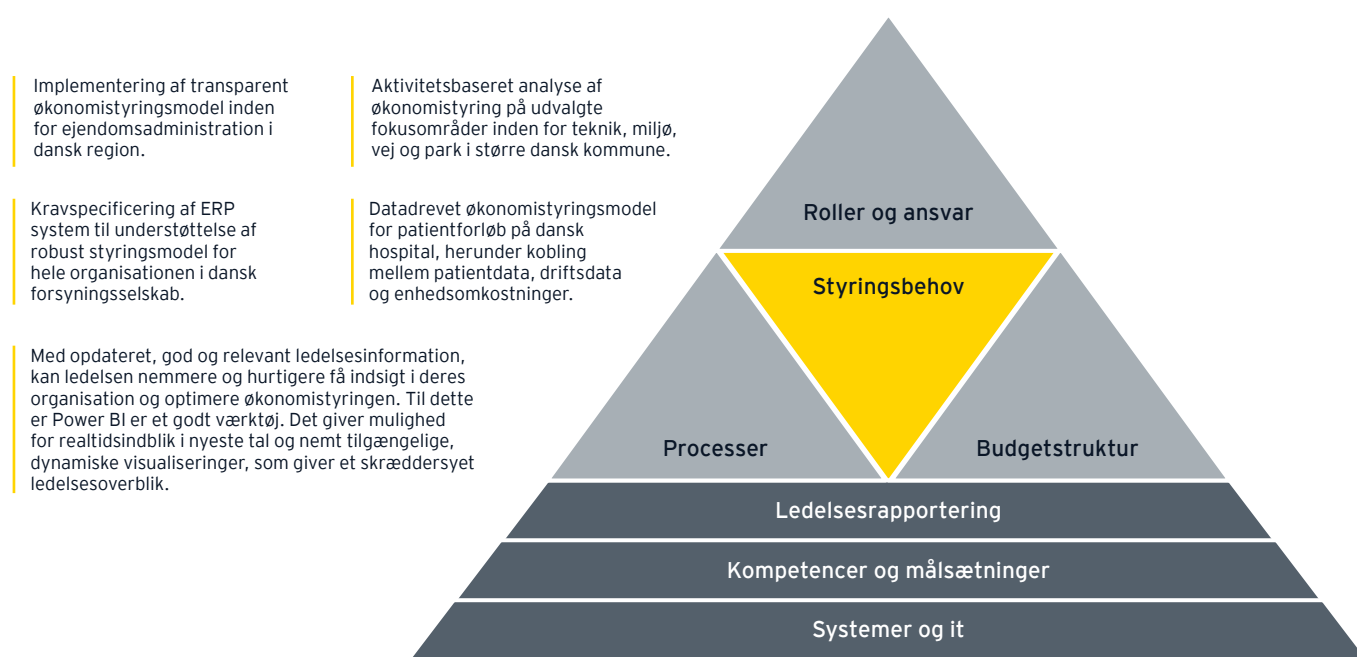 Implementering af transparent
økonomistyringsmodel inden
for ejendomsadministration i
dansk region.
Aktivitetsbaseret analyse af
økonomistyring på udvalgte
fokusområder inden for teknik, miljø,
vej og park i større dansk kommune.
Kravspecificering af ERP
system til understøttelse af
robust styringsmodel for
hele organisationen i dansk
forsyningsselskab.
Datadrevet økonomistyringsmodel
for patientforløb på dansk
hospital, herunder kobling
mellem patientdata, driftsdata
og enhedsomkostninger.
Med opdateret, god og relevant ledelsesinformation,
kan ledelsen nemmere og hurtigere få indsigt i deres
organisation og optimere økonomistyringen. Til dette
er Power BI er et godt værktøj. Det giver mulighed
for realtidsindblik i nyeste tal og nemt tilgængelige,
dynamiske visualiseringer, som giver et skræddersyet
ledelsesoverblik.
Roller og ansvar
Styringsbehov
Processer
Budgetstruktur
Ledelsesrapportering
Kompetencer og målsætninger
Systemer og it